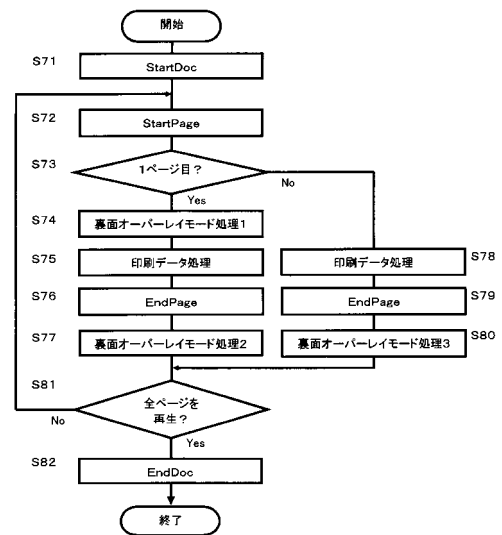 開始
S71
StartDoc
S72
StartPage
S73
1ページ目？
No
Yes
S74
裏面オーバーレイモード処理1
S75
印刷データ処理
印刷データ処理
S78
S76
EndPage
EndPage
S79
S77
裏面オーバーレイモード処理2
裏面オーバーレイモード処理3
S80
S81
全ページを
再生？
No
Yes
S82
EndDoc
終了